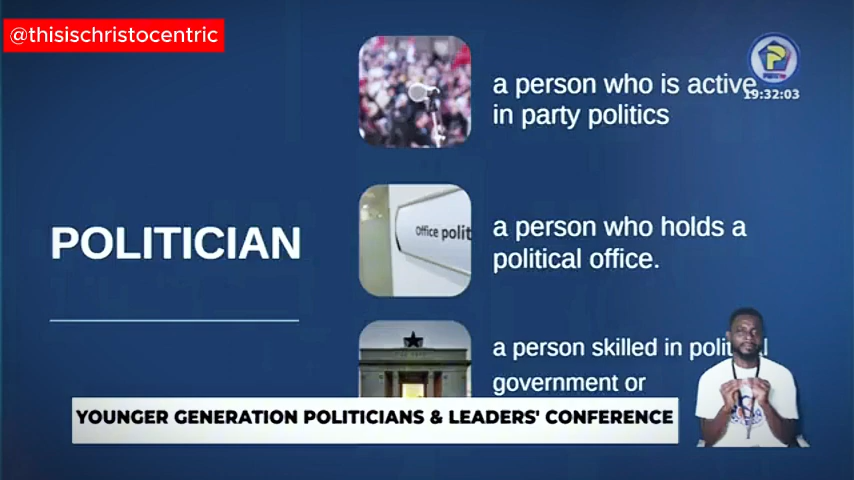 @thisischristocentric
19:32:03
a person who is active
in party politics
Office polit
POLITICIAN
a person who holds a
political office.
a person skilled in
government or
YOUNGER GENERATION POLITICIANS & LEADERS' CONFERENCE